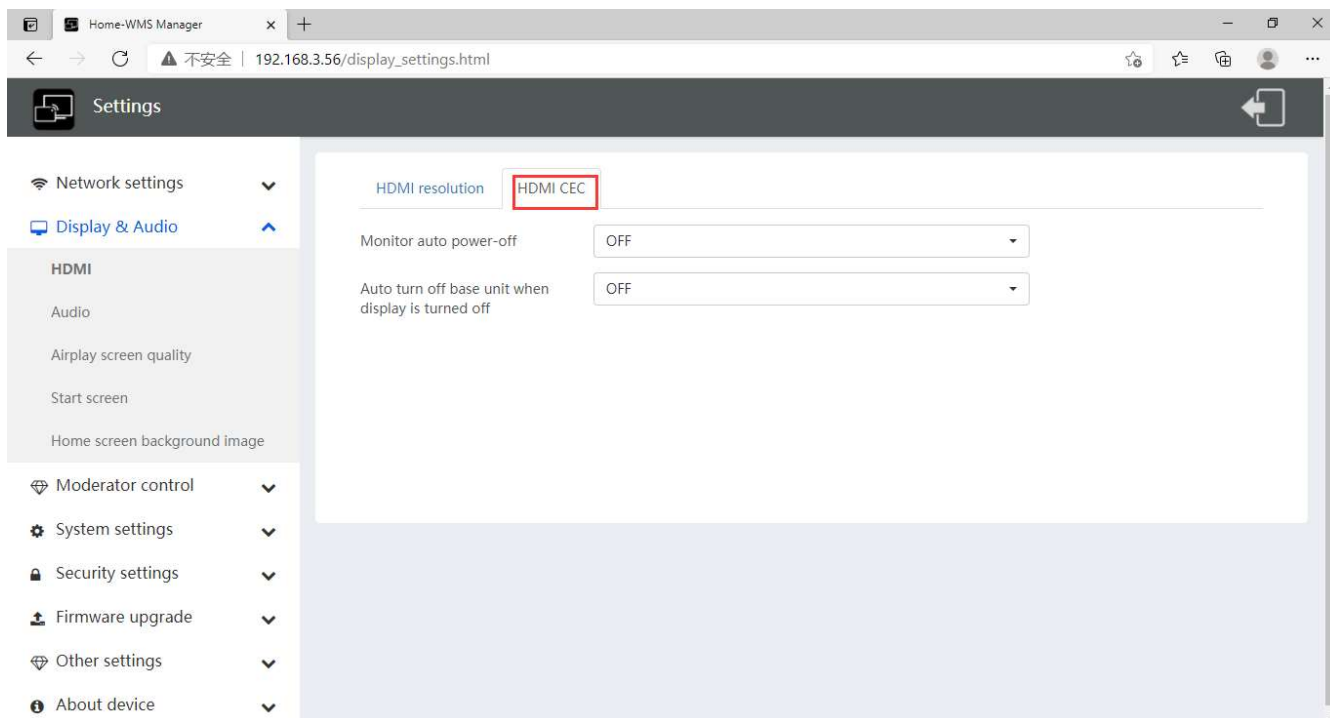 Home-WMS Manager
不安全
192.168.3.56/display_settings.html
Settings
Network settings
Display & Audio
HDMI
Audio
Airplay screen quality
Start screen
Home screen background image
Moderator control
System settings
Security settings
Firmware upgrade
Other settings
About device
HDMI resolution
HDMI CEC
Monitor auto power-off
OFF
Auto turn off base unit when
display is turned off
OFF